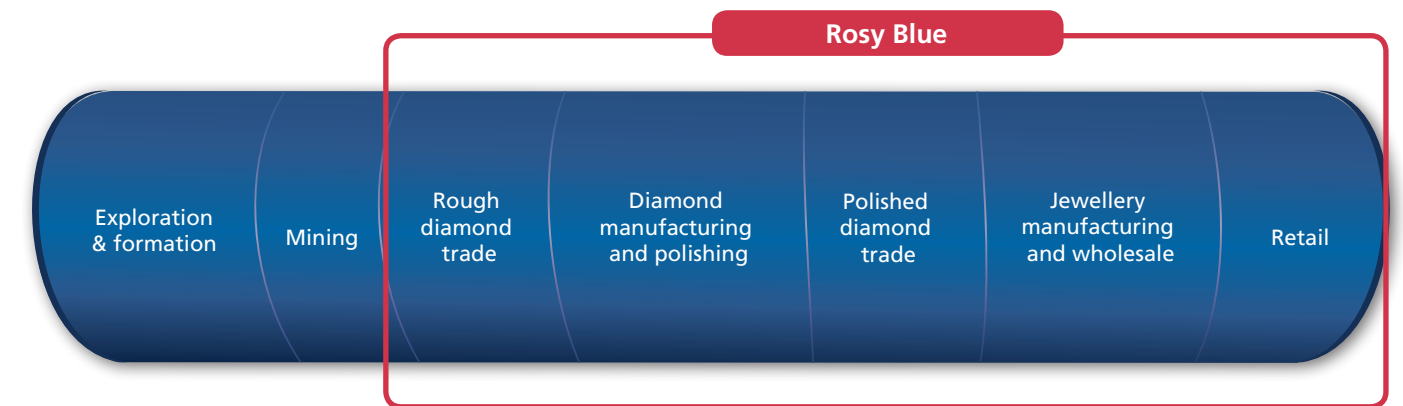 Rosy Blue
Exploration
& formation
Mining
Rough
diamond
trade
Diamond
manufacturing
and polishing
Polished
diamond
trade
Jewellery
manufacturing
and wholesale
Retail